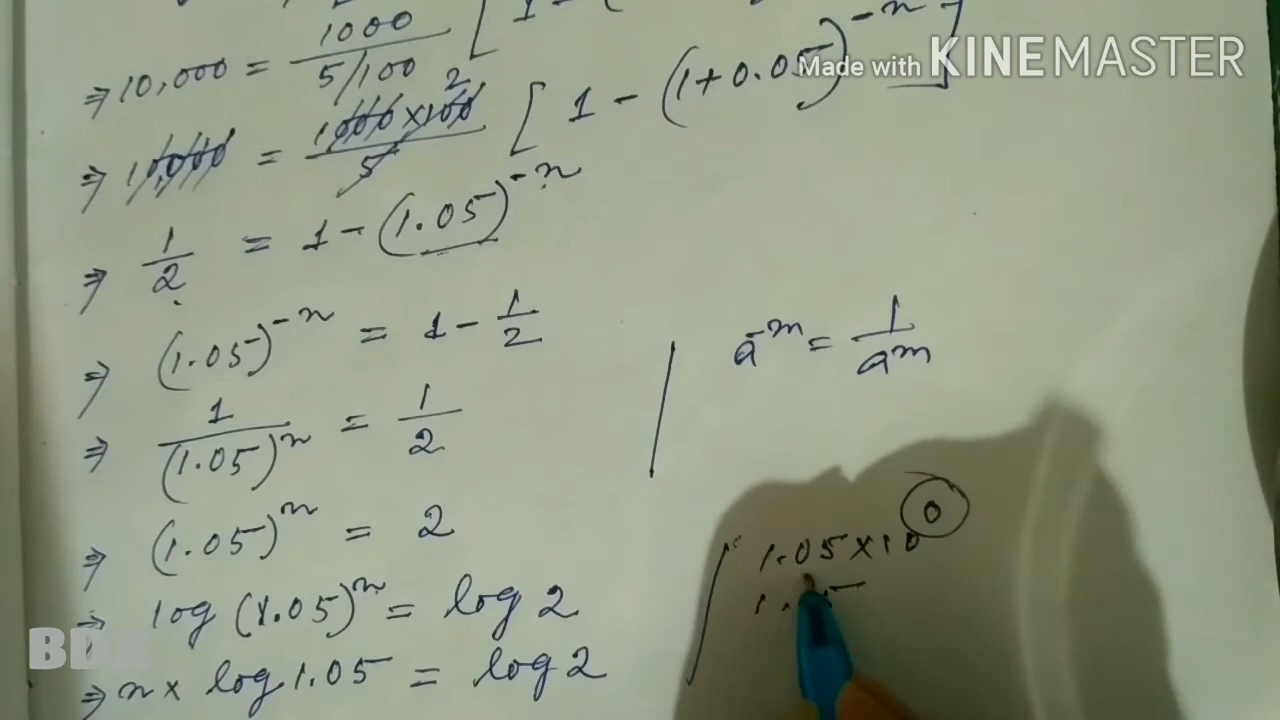 ⇒ 10,000 = 1000 / 5/100 [ 1 - (
Made with KINEMASTER
⇒ 10,000 = 1000 × 100 / 5 [ 1 - (1+0.05)^-n ]
2
⇒ 1/2 = 1 - (1.05)^-n
⇒ (1.05)^-n = 1 - 1/2
⇒ 1/(1.05)^n = 1/2
a^-m = 1/a^m
⇒ (1.05)^n = 2
1.05 × 10^0
⇒ log (1.05)^n = log 2
⇒ n × log 1.05 = log 2